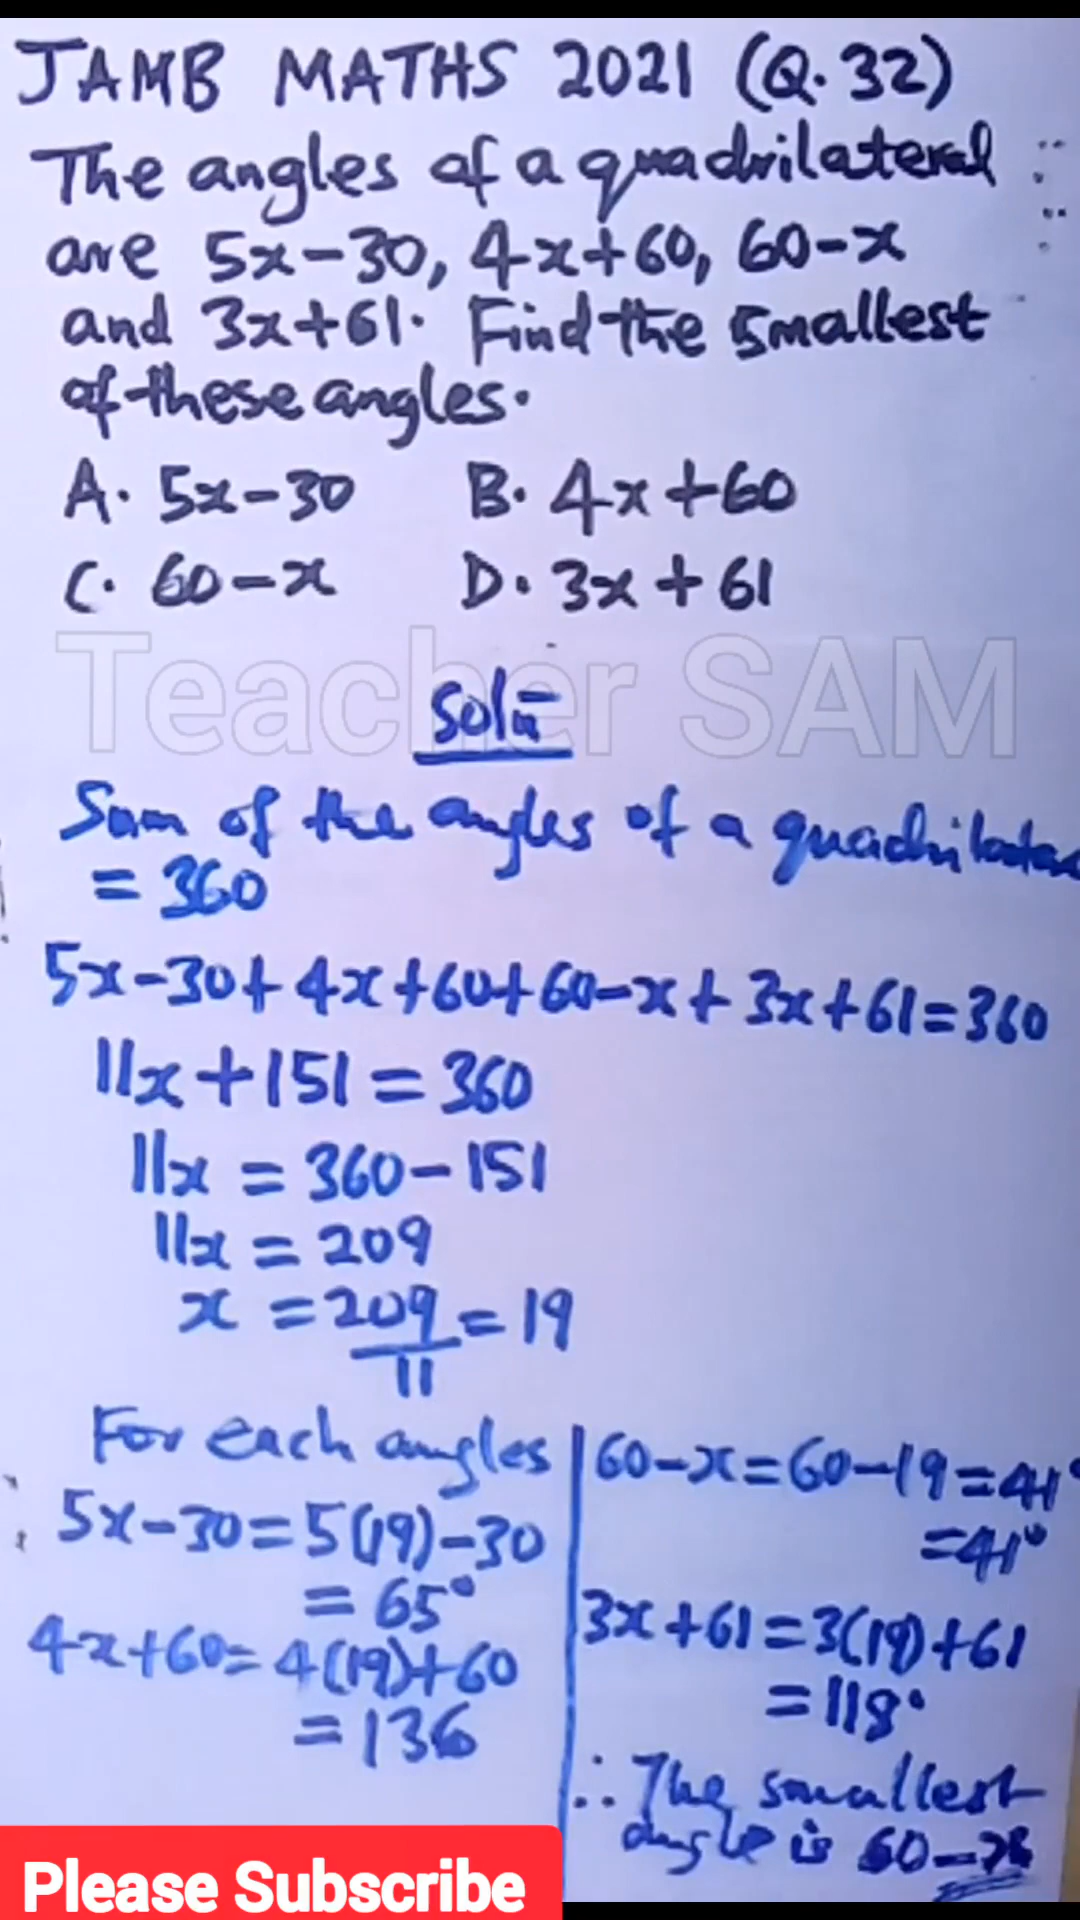 JAMB MATHS 2021 (Q.32)
The angles of a quadrilateral
are 5x-30, 4x+60, 60-x
and 3x+61. Find the smallest
of these angles.
A. 5x-30 B. 4x+60
C. 60-x D. 3x+61
Teacher SAM
Soln
Sum of the angles of a quadrilateral
= 360
5x-30+4x+60+60-x+3x+61=360
11x+151=360
11x = 360-151
11x = 209
x = 209/11 = 19
For each angles
5x-30=5(19)-30
= 65°
4x+60=4(19)+60
= 136
60-x=60-19=41°
=41°
3x+61=3(19)+61
=118°
∴ The smallest
angle is 60-x
Please Subscribe